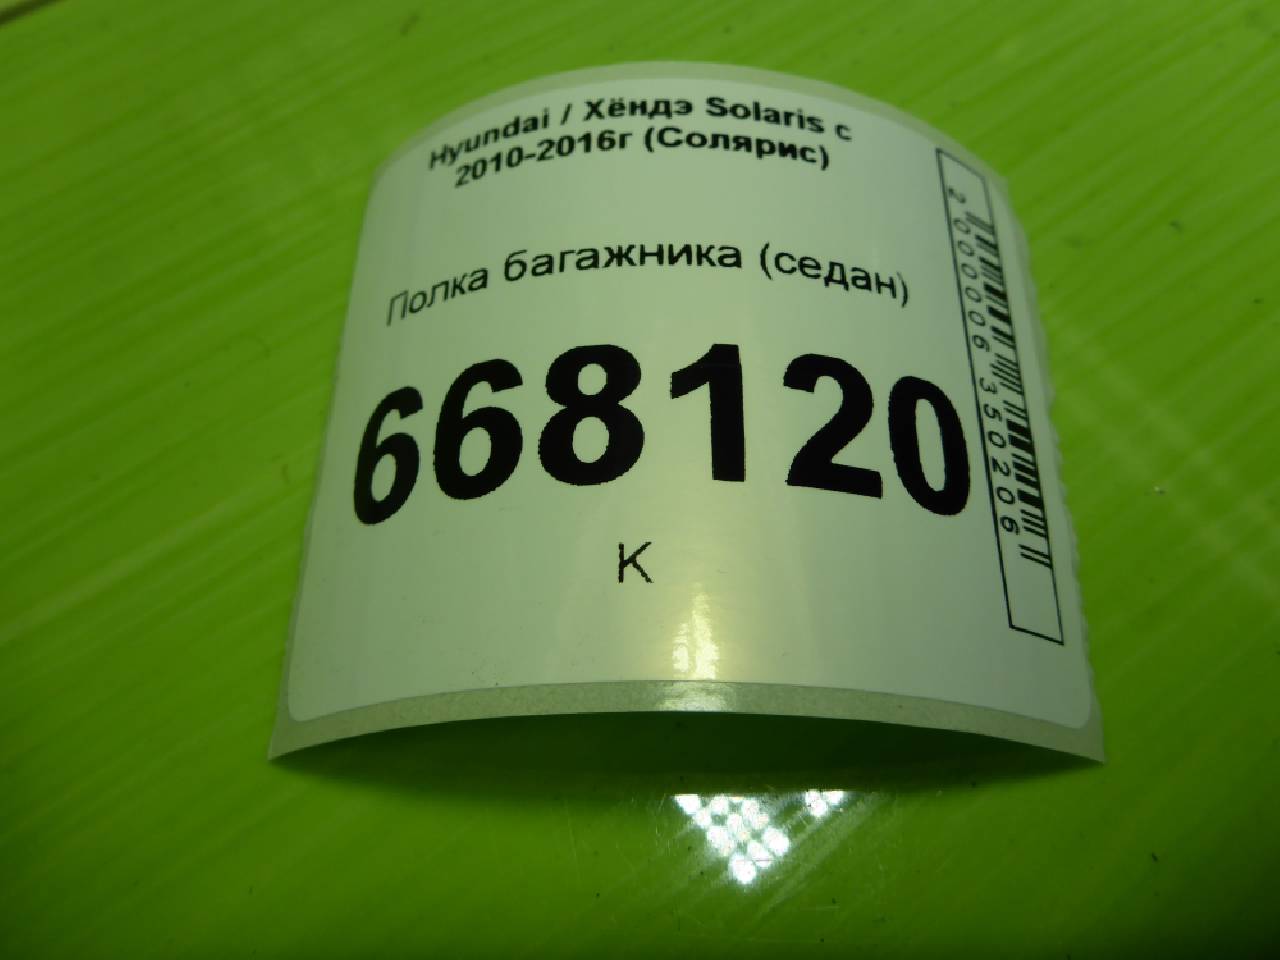 Hyundai / Хёндэ Solaris с
2010-2016г (Солярис)
Полка багажника (седан)
668120
К
2000006350206